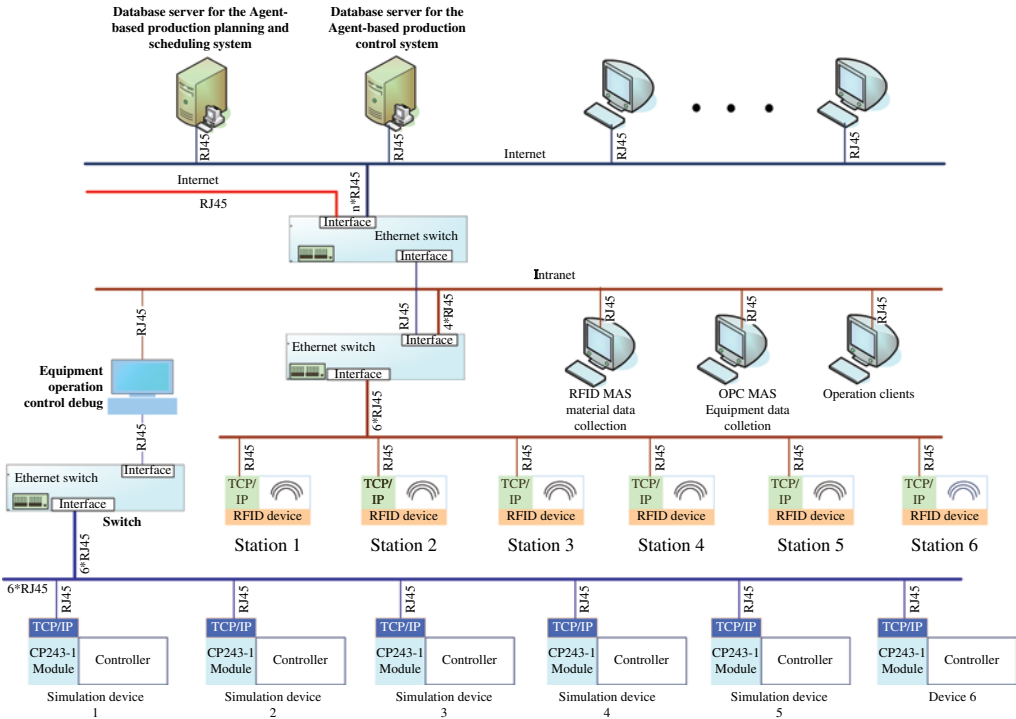 Database server for the Agent-
based production planning and
scheduling system
Database server for the
Agent-based production
control system
RJ45
RJ45
RJ45
RJ45
Internet
Internet
RJ45
n*RJ45
Interface
Ethernet switch
Interface
Intranet
RJ45
RJ45
4*RJ45
RJ45
RJ45
RJ45
Interface
Ethernet switch
Interface
Equipment
operation
control debug
RFID MAS
material data
collection
OPC MAS
Equipment data
colletion
Operation clients
6*RJ45
RJ45
RJ45
RJ45
RJ45
RJ45
RJ45
RJ45
Interface
Ethernet switch
Interface
Switch
TCP/
IP
RFID device
TCP/
IP
RFID device
TCP/
IP
RFID device
TCP/
IP
RFID device
TCP/
IP
RFID device
TCP/
IP
RFID device
Station 1
Station 2
Station 3
Station 4
Station 5
Station 6
6*RJ45
6*RJ45
RJ45
RJ45
RJ45
RJ45
RJ45
RJ45
TCP/IP
CP243-1
Module
Controller
TCP/IP
CP243-1
Module
Controller
TCP/IP
CP243-1
Module
Controller
TCP/IP
CP243-1
Module
Controller
TCP/IP
CP243-1
Module
Controller
TCP/IP
CP243-1
Module
Controller
Simulation device
1
Simulation device
2
Simulation device
3
Simulation device
4
Simulation device
5
Device 6